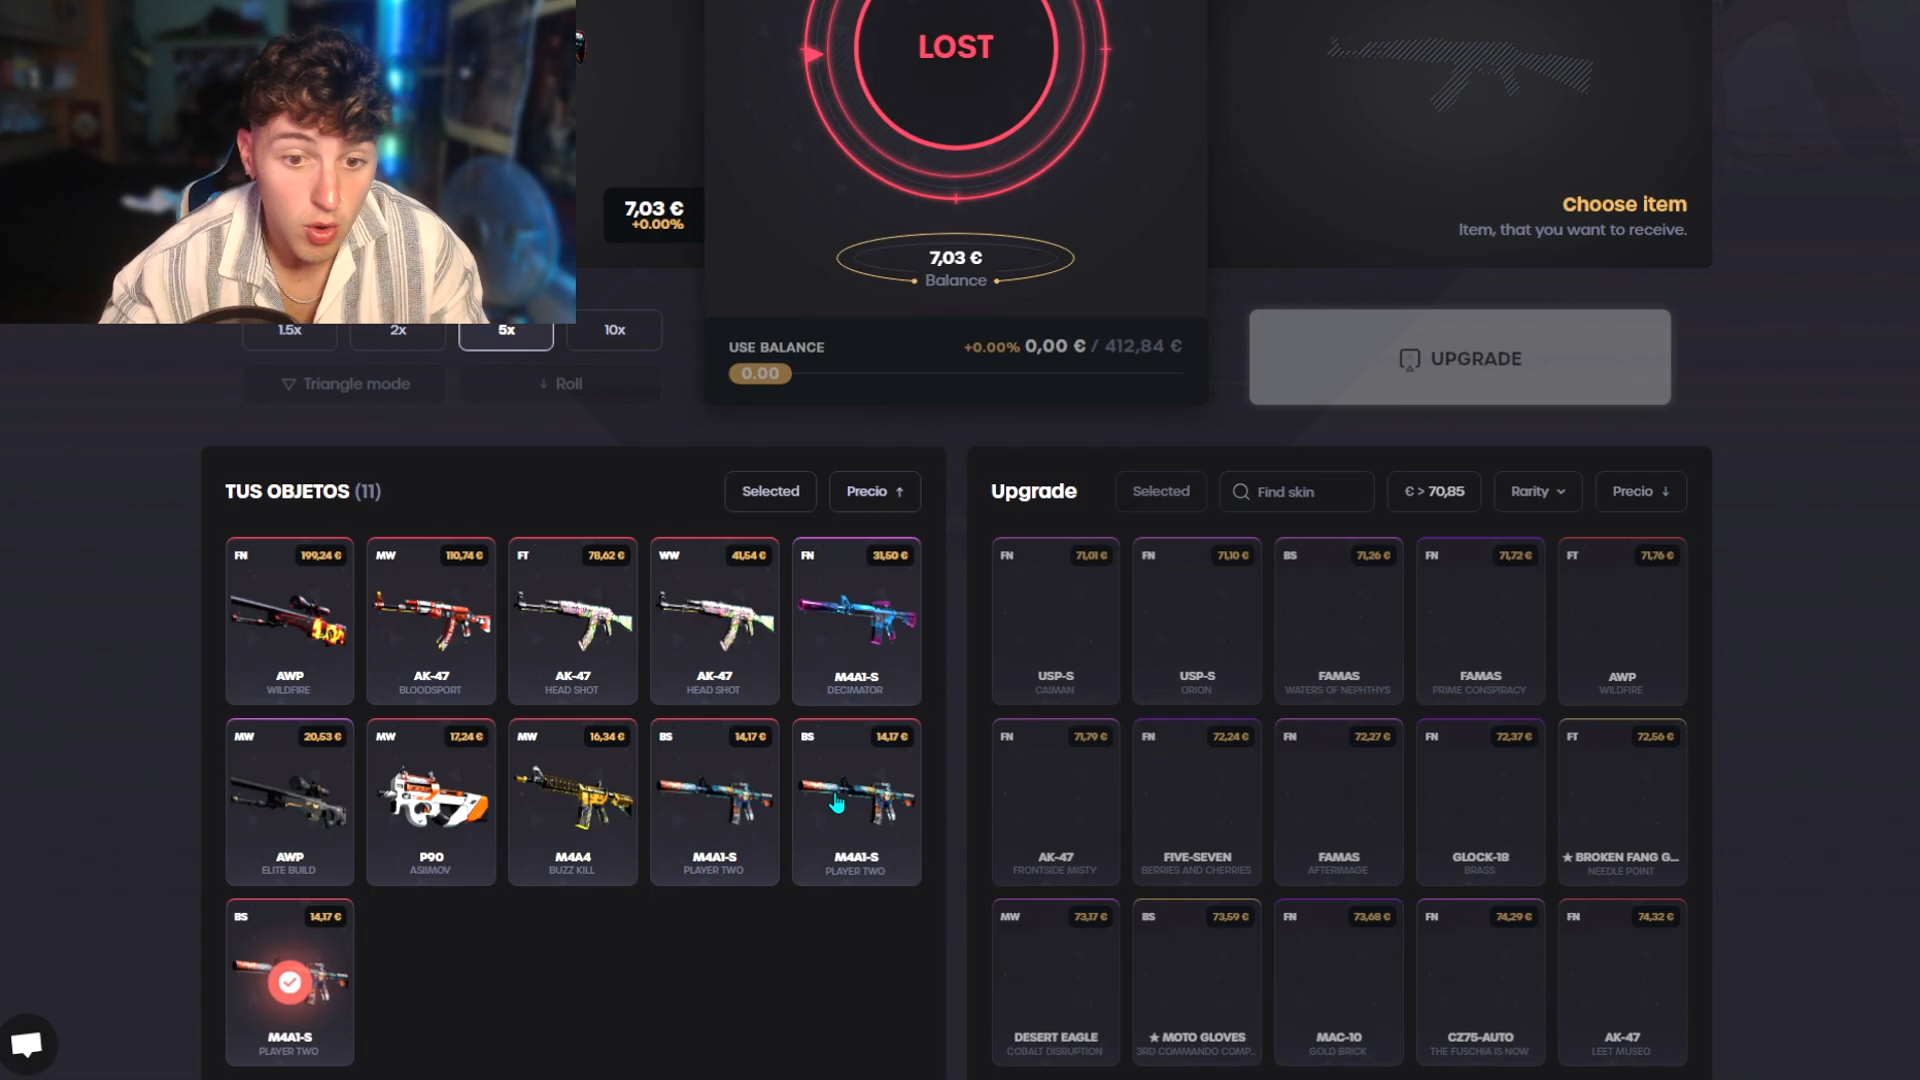 LOST
7,03 €
+0.00%
7,03 €
Balance
Choose item
Item, that you want to receive.
1.5x
2x
5x
10x
Triangle mode
Roll
USE BALANCE
+0.00% 0,00 € / 412,84 €
0.00
UPGRADE
TUS OBJETOS (11)
Selected
Precio ↑
FN 199,24 €
AWP
WILDFIRE
MW 110,74 €
AK-47
BLOODSPORT
FT 78,62 €
AK-47
HEAD SHOT
WW 41,54 €
AK-47
HEAD SHOT
FN 31,50 €
M4A1-S
DECIMATOR
MW 20,53 €
AWP
ELITE BUILD
MW 17,24 €
P90
ASIIMOV
MW 16,34 €
M4A4
BUZZ KILL
BS 14,17 €
M4A1-S
PLAYER TWO
BS 14,17 €
M4A1-S
PLAYER TWO
BS 14,17 €
M4A1-S
PLAYER TWO
Upgrade
Selected
Find skin
€ > 70,85
Rarity
Precio ↓
FN 71,01 €
USP-S
CAIMAN
FN 71,10 €
USP-S
ORION
BS 71,26 €
FAMAS
WATERS OF NEPHTHYS
FN 71,72 €
FAMAS
PRIME CONSPIRACY
FT 71,76 €
AWP
WILDFIRE
FN 71,79 €
AK-47
FRONTSIDE MISTY
FN 72,24 €
FIVE-SEVEN
BERRIES AND CHERRIES
FN 72,27 €
FAMAS
AFTERIMAGE
FN 72,37 €
GLOCK-18
BRASS
FT 72,56 €
★ BROKEN FANG G...
NEEDLE POINT
MW 73,17 €
DESERT EAGLE
COBALT DISRUPTION
BS 73,59 €
★ MOTO GLOVES
3RD COMMANDO COMP...
FN 73,68 €
MAC-10
GOLD BRICK
FN 74,29 €
CZ75-AUTO
THE FUSCHIA IS NOW
FN 74,32 €
AK-47
LEET MUSEO